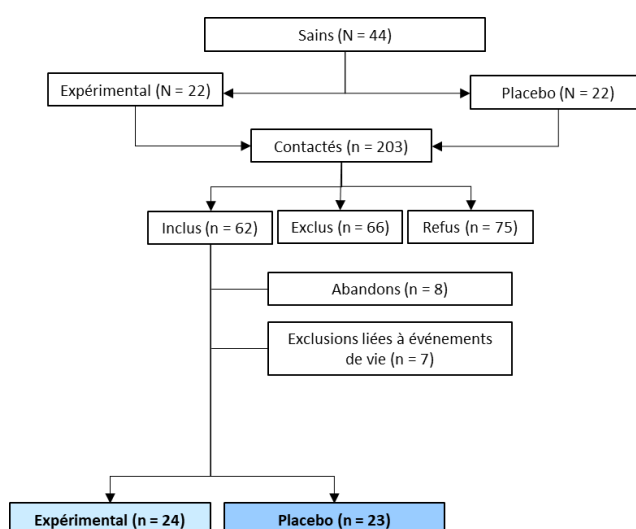 Sains (N = 44)
Expérimental (N = 22)
Placebo (N = 22)
Contactés (n = 203)
Inclus (n = 62)
Exclus (n = 66)
Refus (n = 75)
Abandons (n = 8)
Exclusions liées à événements
de vie (n = 7)
Expérimental (n = 24)
Placebo (n = 23)